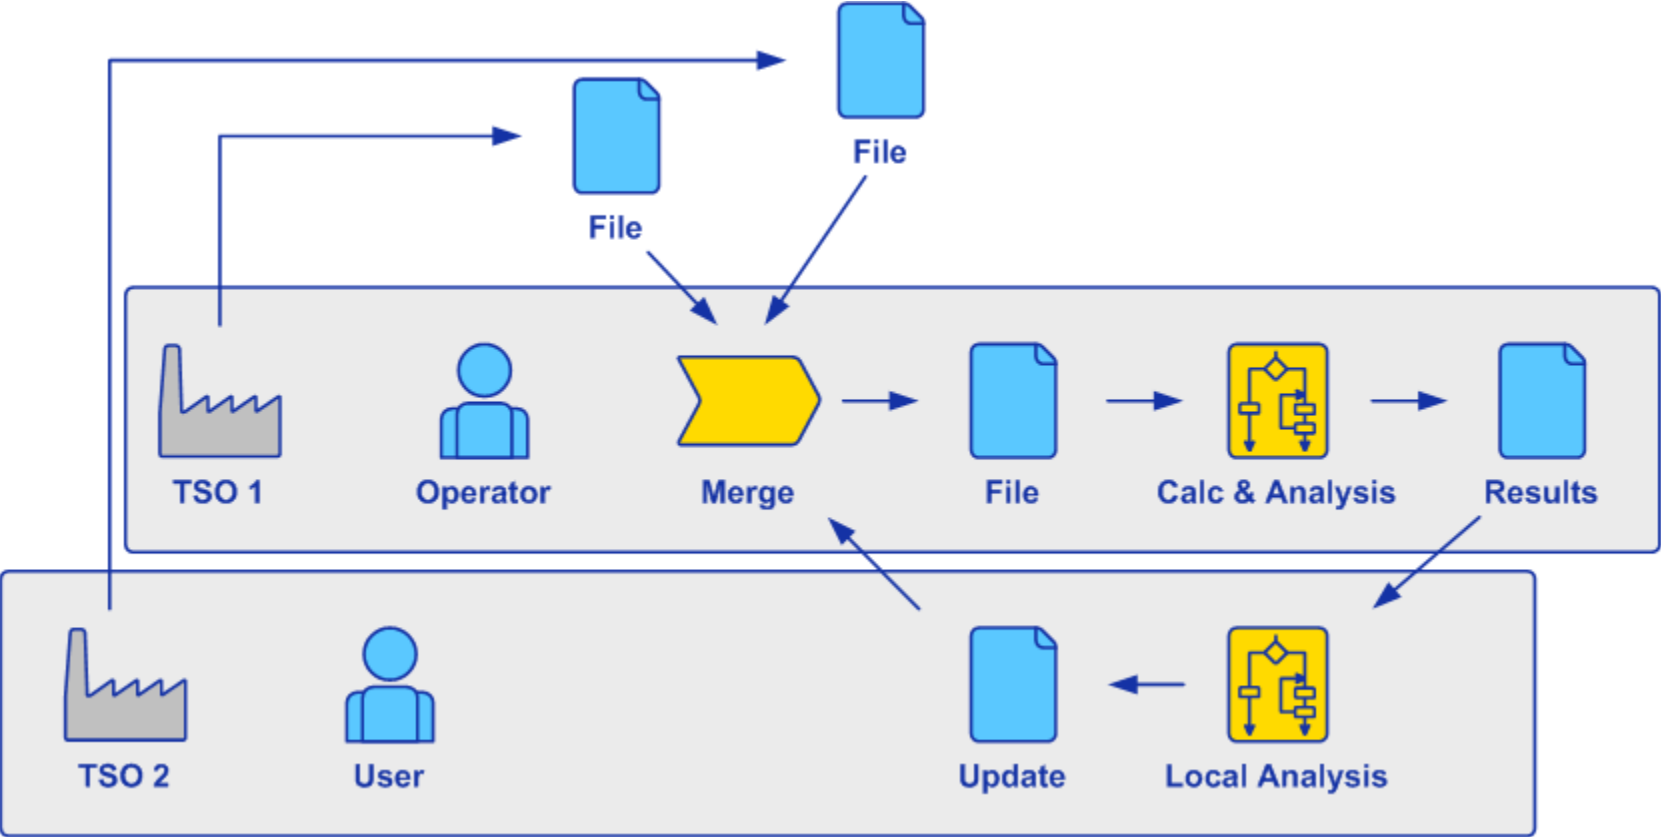 File
File
TSO 1
Operator
Merge
File
Calc & Analysis
Results
TSO 2
User
Update
Local Analysis